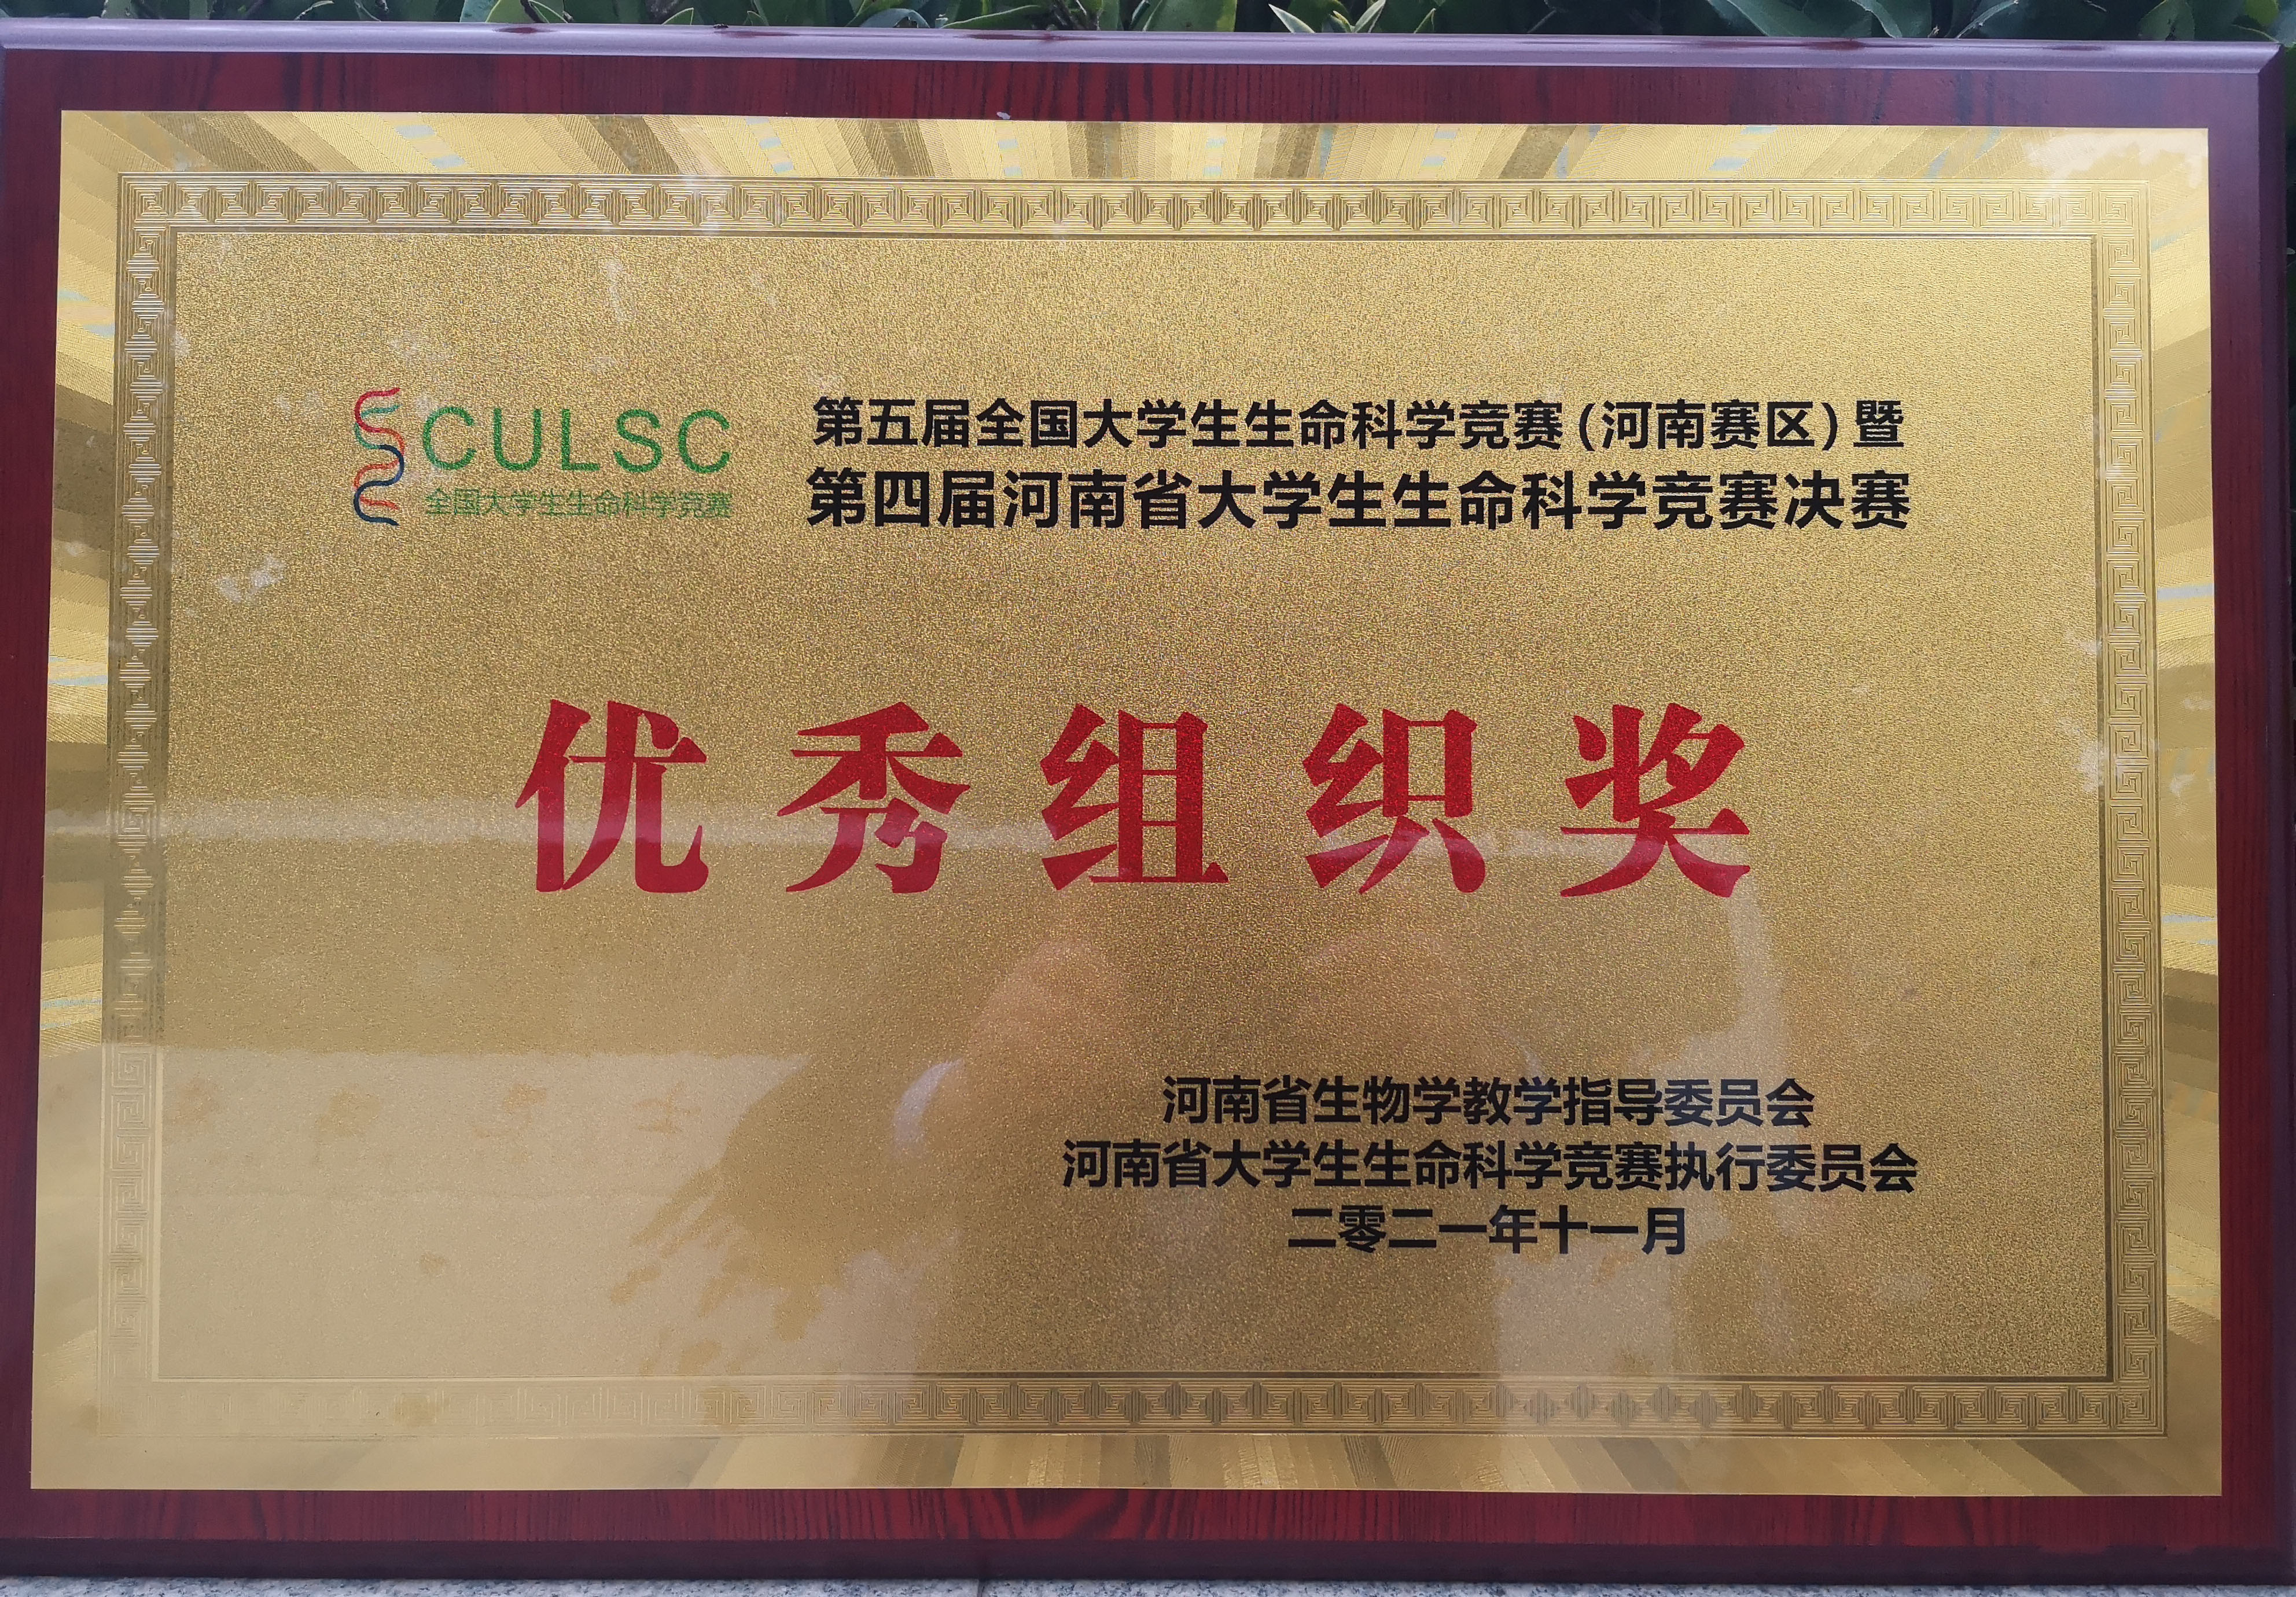 CULSC
全国大学生生命科学竞赛
第五届全国大学生生命科学竞赛(河南赛区)暨
第四届河南省大学生生命科学竞赛决赛
优秀组织奖
河南省生物学教学指导委员会
河南省大学生生命科学竞赛执行委员会
二零二一年十一月